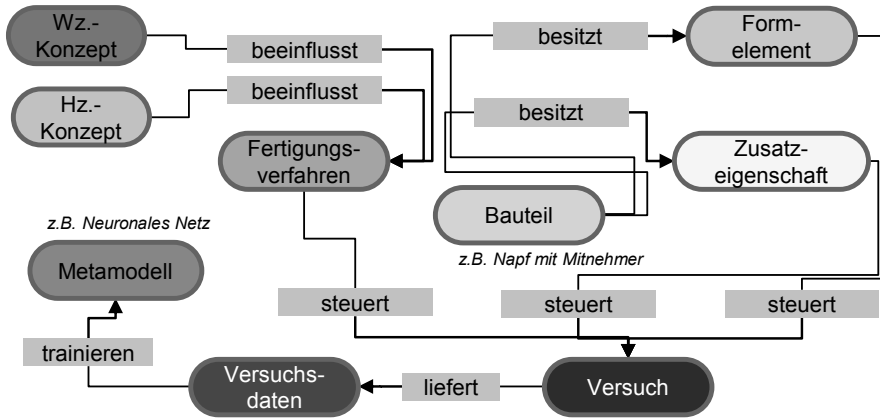 Wz.-
Konzept
beeinflusst
besitzt
Form-
element
Hz.-
Konzept
beeinflusst
besitzt
Fertigungs-
verfahren
Zusatz-
eigenschaft
Bauteil
z.B. Neuronales Netz
z.B. Napf mit Mitnehmer
Metamodell
steuert
steuert
steuert
trainieren
Versuchs-
daten
liefert
Versuch